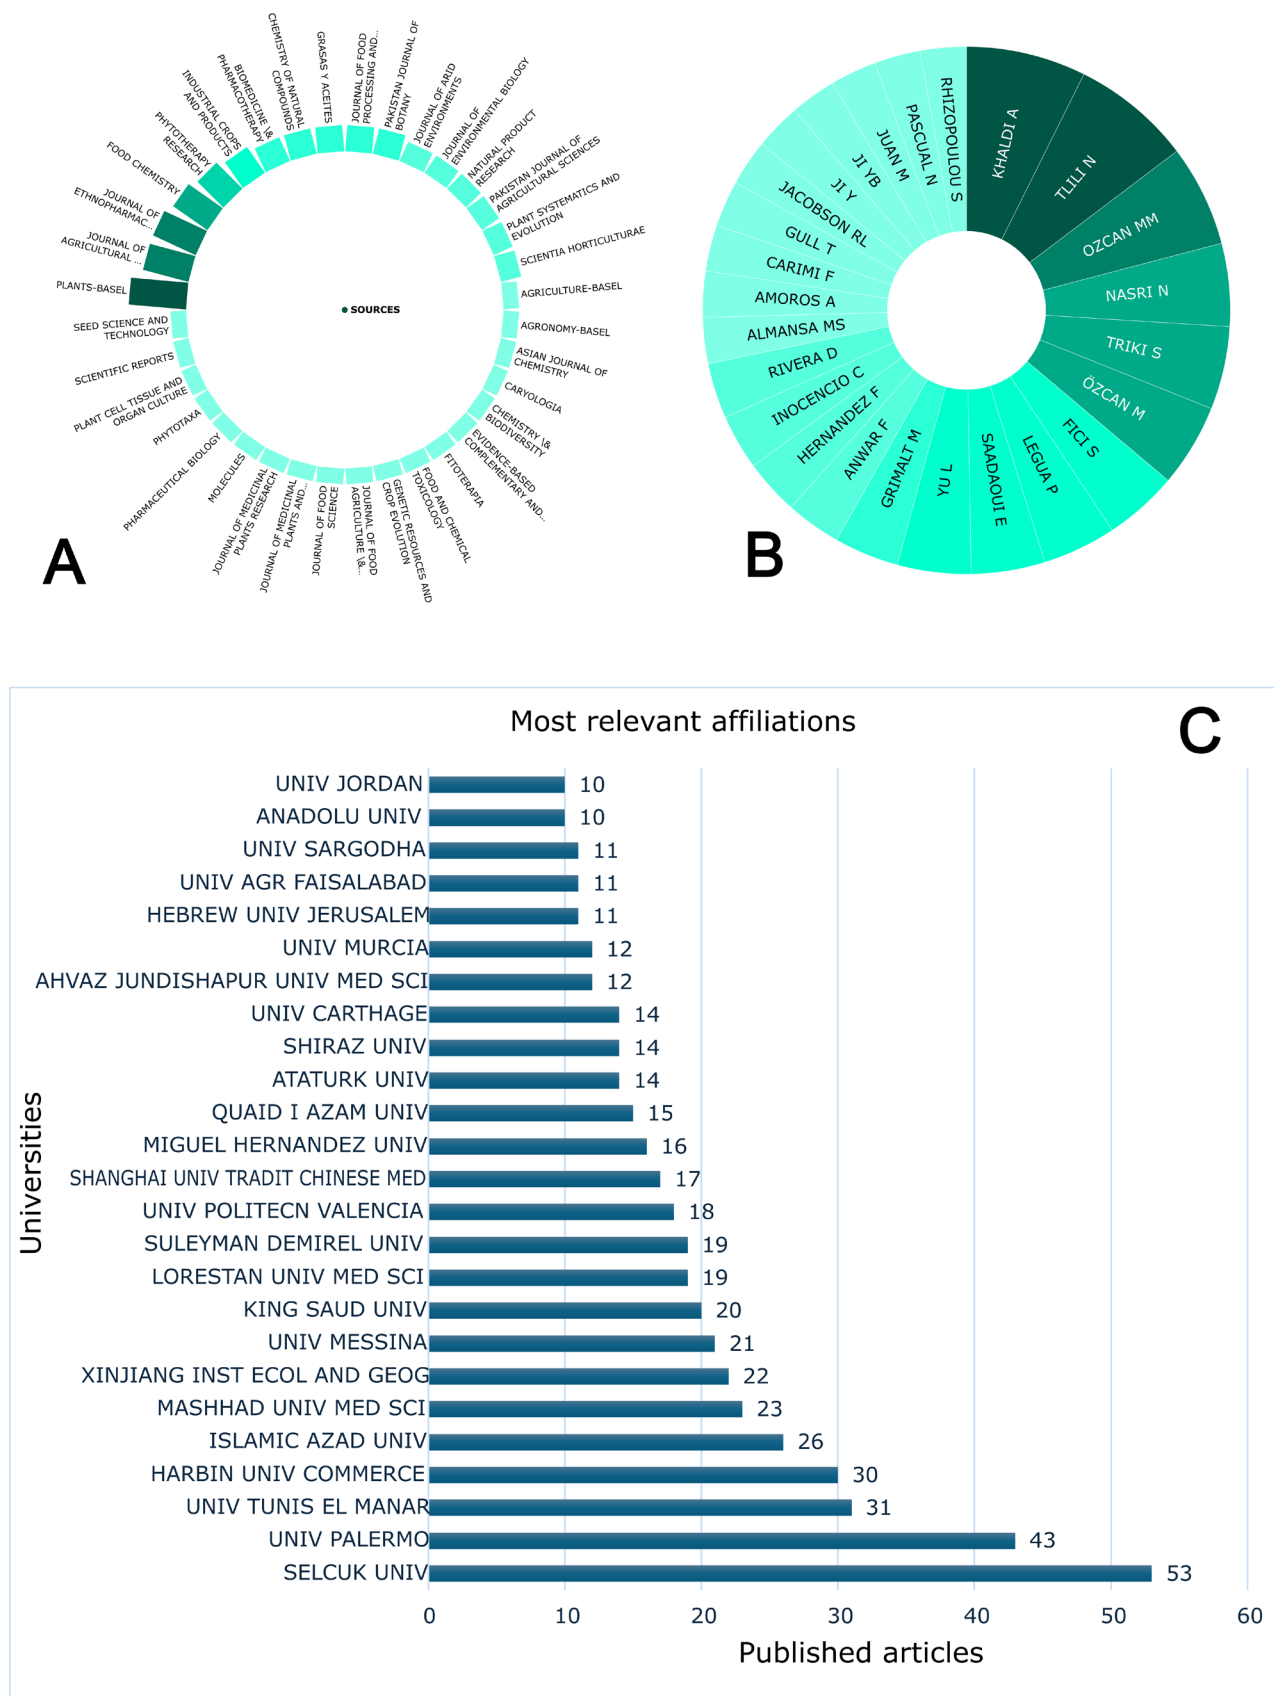 CHEMISTRY OF NATURAL
COMPOUNDS
GRASAS Y ACEITES
JOURNAL OF FOOD
PROCESSING AND...
PAKISTAN JOURNAL OF
BOTANY
JOURNAL OF ARID
ENVIRONMENTS
JOURNAL OF
ENVIRONMENTAL BIOLOGY
NATURAL PRODUCT
RESEARCH
PAKISTAN JOURNAL OF
AGRICULTURAL SCIENCES
PLANT SYSTEMATICS AND
EVOLUTION
SCIENTIA HORTICULTURAE
AGRICULTURE-BASEL
AGRONOMY-BASEL
ASIAN JOURNAL OF
CHEMISTRY
CARYOLOGIA
CHEMISTRY \&
BIODIVERSITY
EVIDENCE-BASED
COMPLEMENTARY AND...
FITOTERAPIA
FOOD AND CHEMICAL
TOXICOLOGY
GENETIC RESOURCES AND
CROP EVOLUTION
JOURNAL OF FOOD
AGRICULTURE \&...
JOURNAL OF FOOD
SCIENCE
JOURNAL OF MEDICINAL
PLANTS AND...
JOURNAL OF MEDICINAL
PLANTS RESEARCH
MOLECULES
PHARMACEUTICAL BIOLOGY
PHYTOTAXA
PLANT CELL TISSUE AND
ORGAN CULTURE
SCIENTIFIC REPORTS
SEED SCIENCE AND
TECHNOLOGY
PLANTS-BASEL
JOURNAL OF
AGRICULTURAL ...
JOURNAL OF
ETHNOPHARMAC...
FOOD CHEMISTRY
PHYTOTHERAPY
RESEARCH
INDUSTRIAL CROPS
AND PRODUCTS
BIOMEDICINE \&
PHARMACOTHERAPY
SOURCES
A
KHALDI A
TLILI N
OZCAN MM
NASRI N
TRIKI S
ÖZCAN M
FICI S
LEGUA P
SAADAOUI E
YU L
GRIMALT M
ANWAR F
HERNANDEZ F
INOCENCIO C
RIVERA D
ALMANSA MS
AMOROS A
CARIMI F
GULL T
JACOBSON RL
JI Y
JI YB
JUAN M
PASCUAL N
RHIZOPOULOU S
B
Most relevant affiliations
C
UNIV JORDAN 10
ANADOLU UNIV 10
UNIV SARGODHA 11
UNIV AGR FAISALABAD 11
HEBREW UNIV JERUSALEM 11
UNIV MURCIA 12
AHVAZ JUNDISHAPUR UNIV MED SCI 12
UNIV CARTHAGE 14
SHIRAZ UNIV 14
ATATURK UNIV 14
QUAID I AZAM UNIV 15
MIGUEL HERNANDEZ UNIV 16
SHANGHAI UNIV TRADIT CHINESE MED 17
UNIV POLITECN VALENCIA 18
SULEYMAN DEMIREL UNIV 19
LORESTAN UNIV MED SCI 19
KING SAUD UNIV 20
UNIV MESSINA 21
XINJIANG INST ECOL AND GEOG 22
MASHHAD UNIV MED SCI 23
ISLAMIC AZAD UNIV 26
HARBIN UNIV COMMERCE 30
UNIV TUNIS EL MANAR 31
UNIV PALERMO 43
SELCUK UNIV 53
Universities
0 10 20 30 40 50 60
Published articles